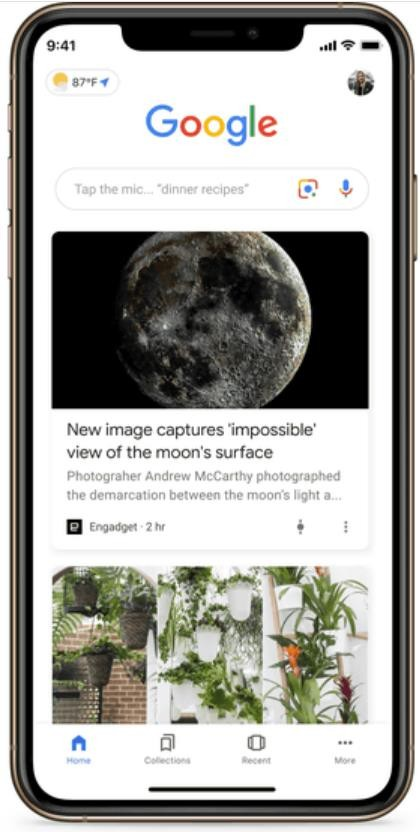 9:41
87°F
Google
Tap the mic... "dinner recipes"
New image captures 'impossible'
view of the moon's surface
Photograher Andrew McCarthy photographed
the demarcation between the moon's light a...
Engadget · 2 hr
Home
Collections
Recent
More